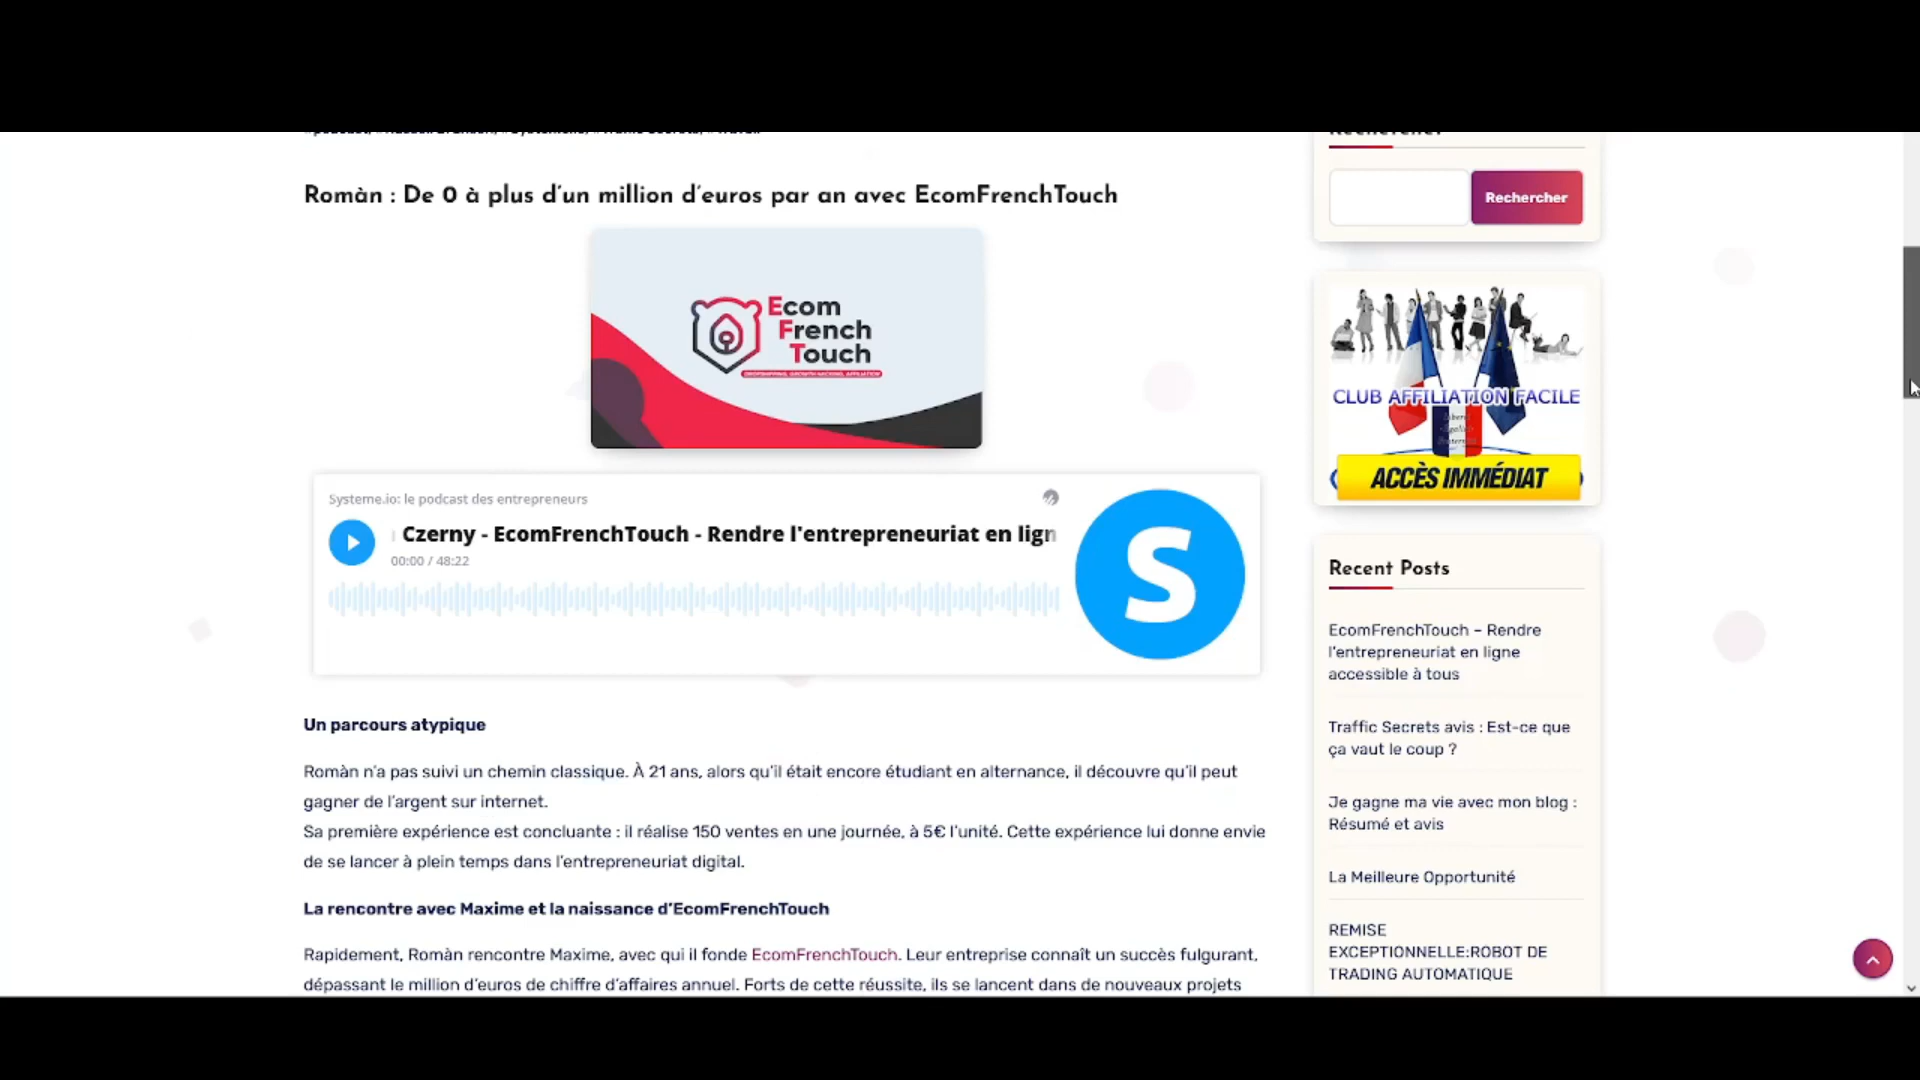 Romàn : De 0 à plus d'un million d'euros par an avec EcomFrenchTouch
Ecom
French
Touch
DROPSHIPPING, GROWTH HACKING, AFFILIATION
Systeme.io: le podcast des entrepreneurs
Czerny - EcomFrenchTouch - Rendre l'entrepreneuriat en lign
00:00 / 48:22
S
Un parcours atypique
Romàn n'a pas suivi un chemin classique. À 21 ans, alors qu'il était encore étudiant en alternance, il découvre qu'il peut
gagner de l'argent sur internet.
Sa première expérience est concluante : il réalise 150 ventes en une journée, à 5€ l'unité. Cette expérience lui donne envie
de se lancer à plein temps dans l'entrepreneuriat digital.
La rencontre avec Maxime et la naissance d'EcomFrenchTouch
Rapidement, Romàn rencontre Maxime, avec qui il fonde EcomFrenchTouch. Leur entreprise connaît un succès fulgurant,
dépassant le million d'euros de chiffre d'affaires annuel. Forts de cette réussite, ils se lancent dans de nouveaux projets
Rechercher
Rechercher
CLUB AFFILIATION FACILE
ACCÈS IMMÉDIAT
Recent Posts
EcomFrenchTouch – Rendre
l'entrepreneuriat en ligne
accessible à tous
Traffic Secrets avis : Est-ce que
ça vaut le coup ?
Je gagne ma vie avec mon blog :
Résumé et avis
La Meilleure Opportunité
REMISE
EXCEPTIONNELLE:ROBOT DE
TRADING AUTOMATIQUE